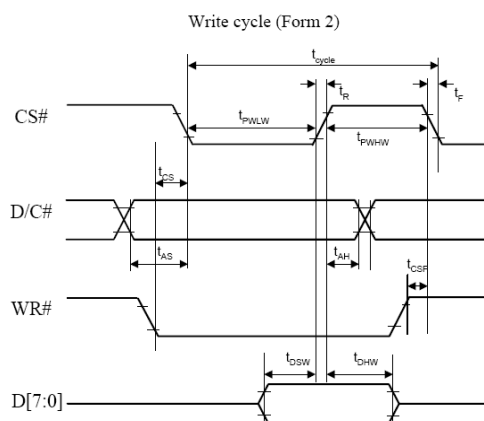 Write cycle (Form 2)
tcycle
tR
tF
CS#
tPWLW
tPWHW
tCS
D/C#
tAS
tAH
tCSF
WR#
tDSW
tDHW
D[7:0]